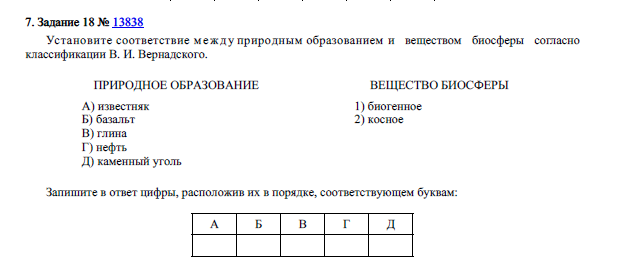 7. Задание 18 № 13838
Установите соответствие между природным образованием и веществом биосферы согласно
классификации В. И. Вернадского.
ПРИРОДНОЕ ОБРАЗОВАНИЕ ВЕЩЕСТВО БИОСФЕРЫ
А) известняк 1) биогенное
Б) базальт 2) косное
В) глина
Г) нефть
Д) каменный уголь
Запишите в ответ цифры, расположив их в порядке, соответствующем буквам:
А Б В Г Д